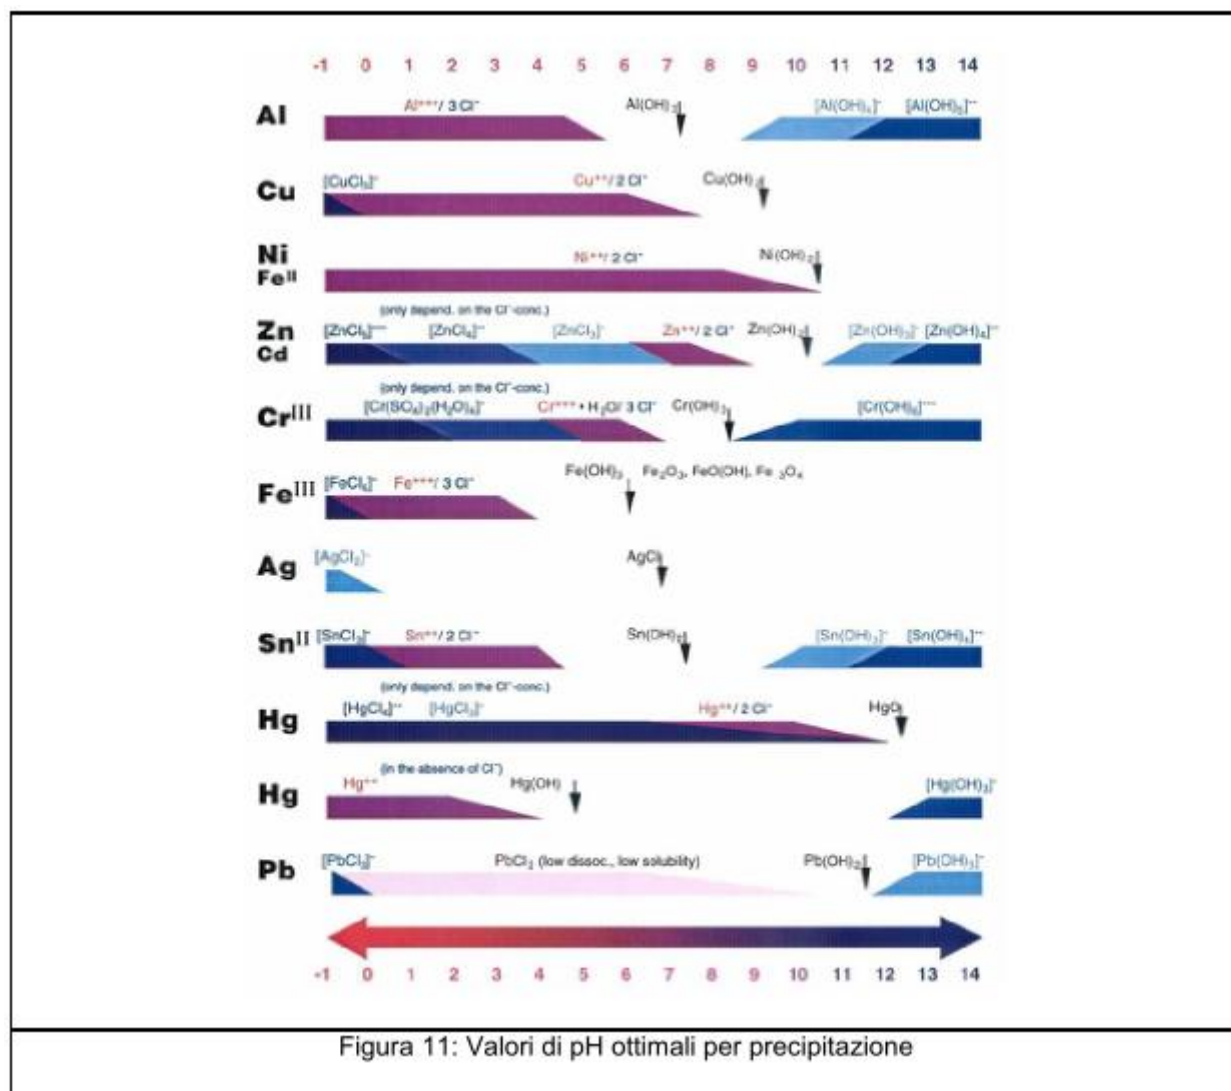 -1 0 1 2 3 4 5 6 7 8 9 10 11 12 13 14
Al Al⁺⁺⁺/ 3 Cl⁻ Al(OH)₃ [Al(OH)₄]⁻ [Al(OH)₅]⁻⁻
Cu [CuCl₃]⁻ Cu⁺⁺/ 2 Cl⁻ Cu(OH)₂
Ni Ni⁺⁺/ 2 Cl⁻ Ni(OH)₂
Feᴵᴵ
(only depend. on the Cl⁻-conc.)
Zn [ZnCl₄]⁻⁻ [ZnCl₃]⁻ Zn⁺⁺/ 2 Cl⁻ Zn(OH)₂ [Zn(OH)₃]⁻ [Zn(OH)₄]⁻⁻
Cd
(only depend. on the Cl⁻-conc.)
Crᴵᴵᴵ [Cr(SO₄)₂(H₂O)₄]⁻ Cr⁺⁺⁺ + H₂O/ 3 Cl⁻ Cr(OH)₃ [Cr(OH)₆]⁻⁻⁻
Feᴵᴵᴵ [FeCl₄]⁻ Fe⁺⁺⁺/ 3 Cl⁻ Fe(OH)₃ Fe₂O₃, FeO(OH), Fe ₃O₄
Ag [AgCl₂]⁻ AgCl
Snᴵᴵ [SnCl₃]⁻ Sn⁺⁺/ 2 Cl⁻ Sn(OH)₂ [Sn(OH)₃]⁻ [Sn(OH)₄]⁻⁻
(only depend. on the Cl⁻-conc.)
Hg [HgCl₄]⁻⁻ [HgCl₃]⁻ Hg⁺⁺/ 2 Cl⁻ HgO
(in the absence of Cl⁻)
Hg Hg⁺⁺ Hg(OH) [Hg(OH)₃]⁻
Pb [PbCl₃]⁻ PbCl₂ (low dissoc., low solubility) Pb(OH)₂ [Pb(OH)₃]⁻
-1 0 1 2 3 4 5 6 7 8 9 10 11 12 13 14
Figura 11: Valori di pH ottimali per precipitazione